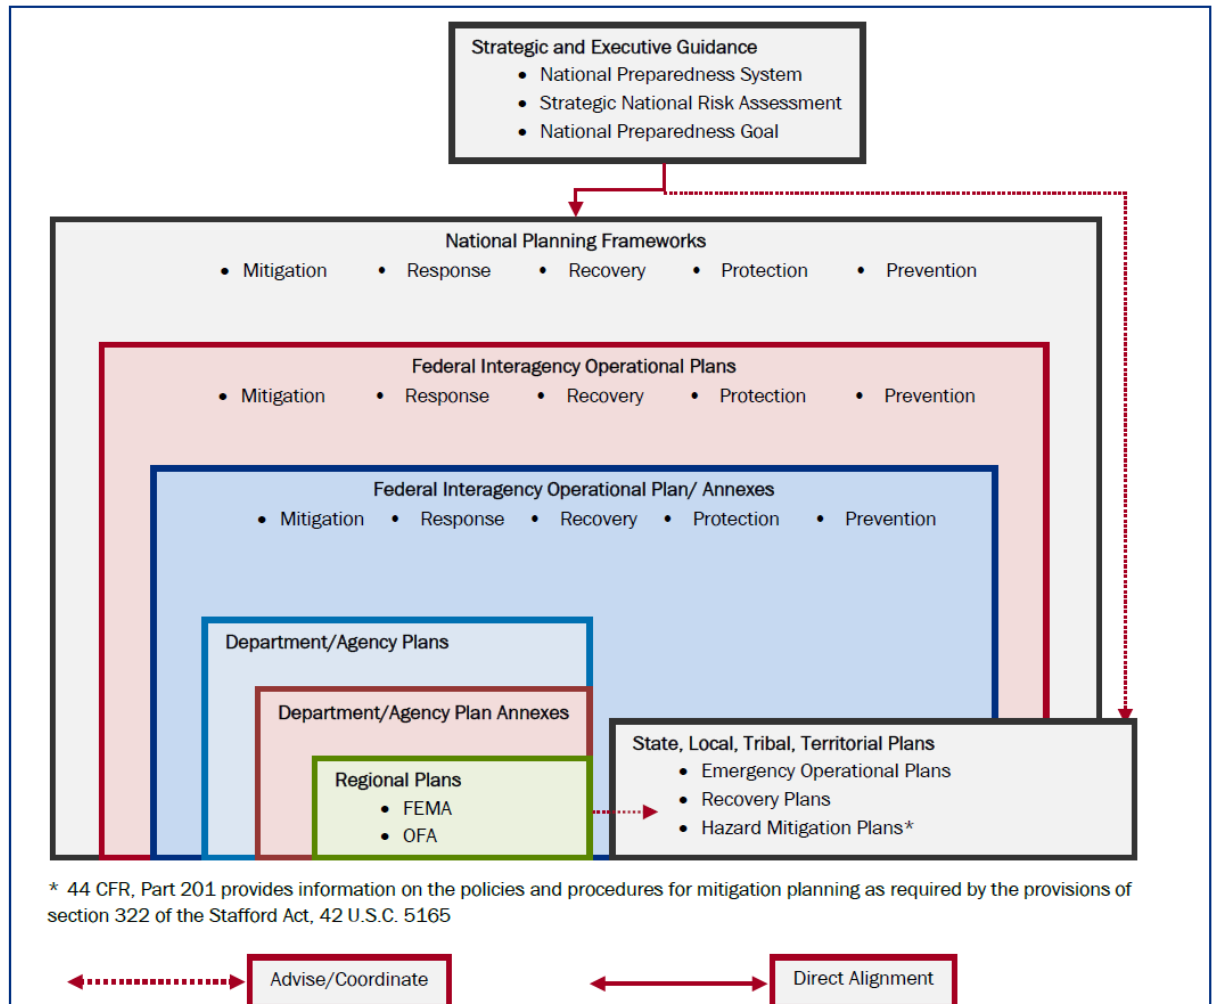 Strategic and Executive Guidance
• National Preparedness System
• Strategic National Risk Assessment
• National Preparedness Goal
National Planning Frameworks
• Mitigation • Response • Recovery • Protection • Prevention
Federal Interagency Operational Plans
• Mitigation • Response • Recovery • Protection • Prevention
Federal Interagency Operational Plan/ Annexes
• Mitigation • Response • Recovery • Protection • Prevention
Department/Agency Plans
Department/Agency Plan Annexes
Regional Plans
• FEMA
• OFA
State, Local, Tribal, Territorial Plans
• Emergency Operational Plans
• Recovery Plans
• Hazard Mitigation Plans*
* 44 CFR, Part 201 provides information on the policies and procedures for mitigation planning as required by the provisions of
section 322 of the Stafford Act, 42 U.S.C. 5165
Advise/Coordinate
Direct Alignment